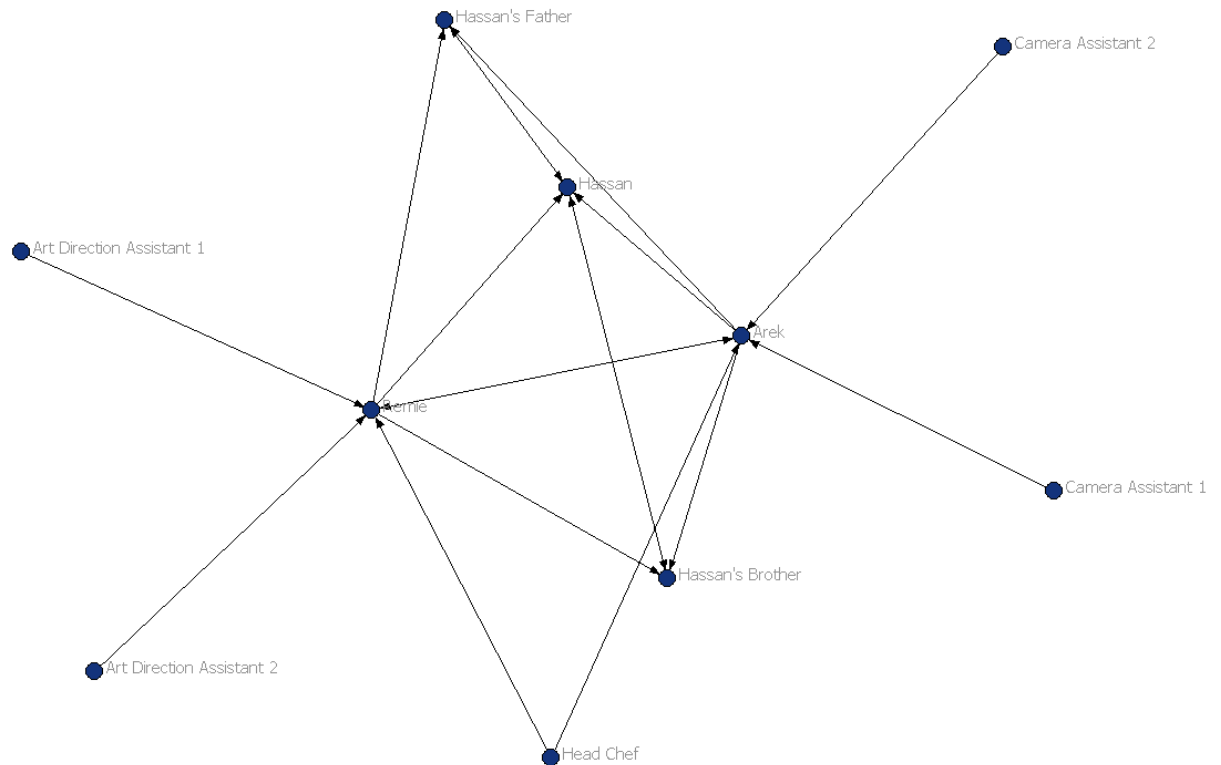 Hassan's Father
Camera Assistant 2
Hassan
Art Direction Assistant 1
Arek
Bernie
Camera Assistant 1
Hassan's Brother
Art Direction Assistant 2
Head Chef